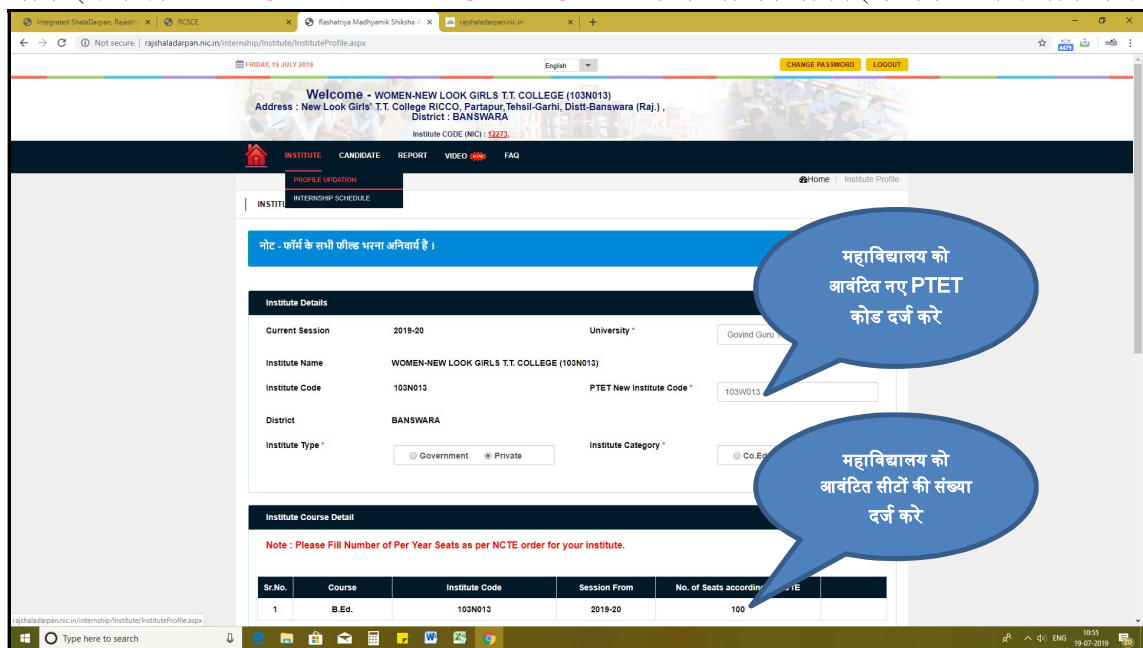 Integrated ShalaDarpan, Rajasth
RCSCE
Rashatriya Madhyamik Shiksha A
rajshaladarpan.nic.in
Not secure | rajshaladarpan.nic.in/internship/Institute/InstituteProfile.aspx
FRIDAY, 19 JULY 2019
English
CHANGE PASSWORD
LOGOUT
Welcome - WOMEN-NEW LOOK GIRLS T.T. COLLEGE (103N013)
Address : New Look Girls' T.T. College RICCO, Partapur,Tehsil-Garhi, Distt-Banswara (Raj.) ,
District : BANSWARA
Institute CODE (NIC) : 12273,
INSTITUTE CANDIDATE REPORT VIDEO FAQ
PROFILE UPDATION
Home / Institute Profile
INTERNSHIP SCHEDULE
INSTITU
नोट - फॉर्म के सभी फील्ड भरना अनिवार्य हैं ।
महाविद्यालय को
आवंटित नए PTET
कोड दर्ज करे
Institute Details
Current Session 2019-20 University * Govind Guru
Institute Name WOMEN-NEW LOOK GIRLS T.T. COLLEGE (103N013)
Institute Code 103N013 PTET New Institute Code * 103W013
District BANSWARA
Institute Type * Government Private Institute Category * Co.Ed
महाविद्यालय को
आवंटित सीटों की संख्या
दर्ज करे
Institute Course Detail
Note : Please Fill Number of Per Year Seats as per NCTE order for your institute.
Sr.No. Course Institute Code Session From No. of Seats according
1 B.Ed. 103N013 2019-20 100
rajshaladarpan.nic.in/internship/Institute/InstituteProfile.aspx
Type here to search
ENG
10:55
19-07-2019